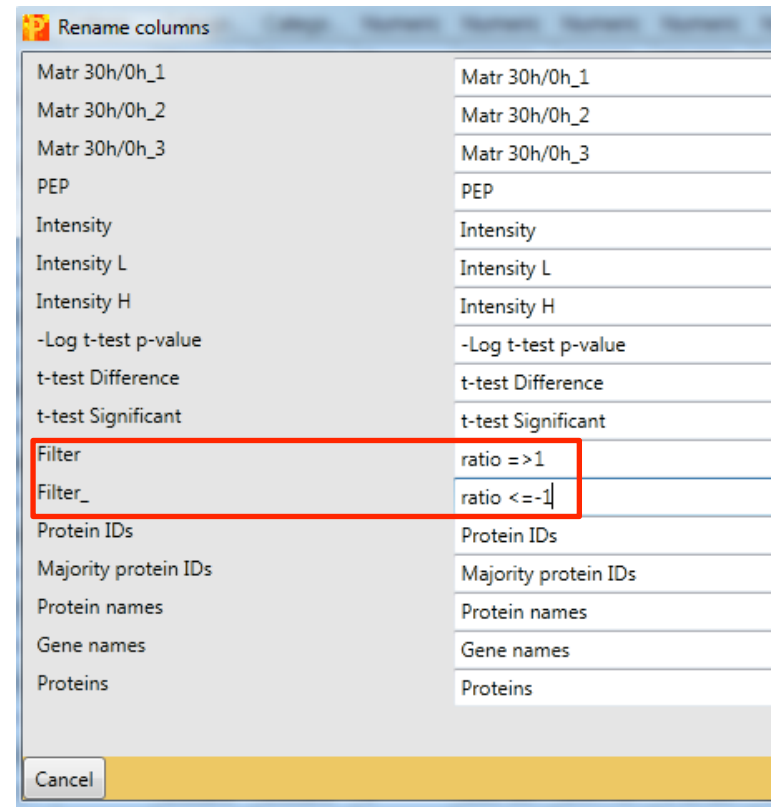 Rename columns
Matr 30h/0h_1 Matr 30h/0h_1
Matr 30h/0h_2 Matr 30h/0h_2
Matr 30h/0h_3 Matr 30h/0h_3
PEP PEP
Intensity Intensity
Intensity L Intensity L
Intensity H Intensity H
-Log t-test p-value -Log t-test p-value
t-test Difference t-test Difference
t-test Significant t-test Significant
Filter ratio =>1
Filter_ ratio <=-1
Protein IDs Protein IDs
Majority protein IDs Majority protein IDs
Protein names Protein names
Gene names Gene names
Proteins Proteins
Cancel